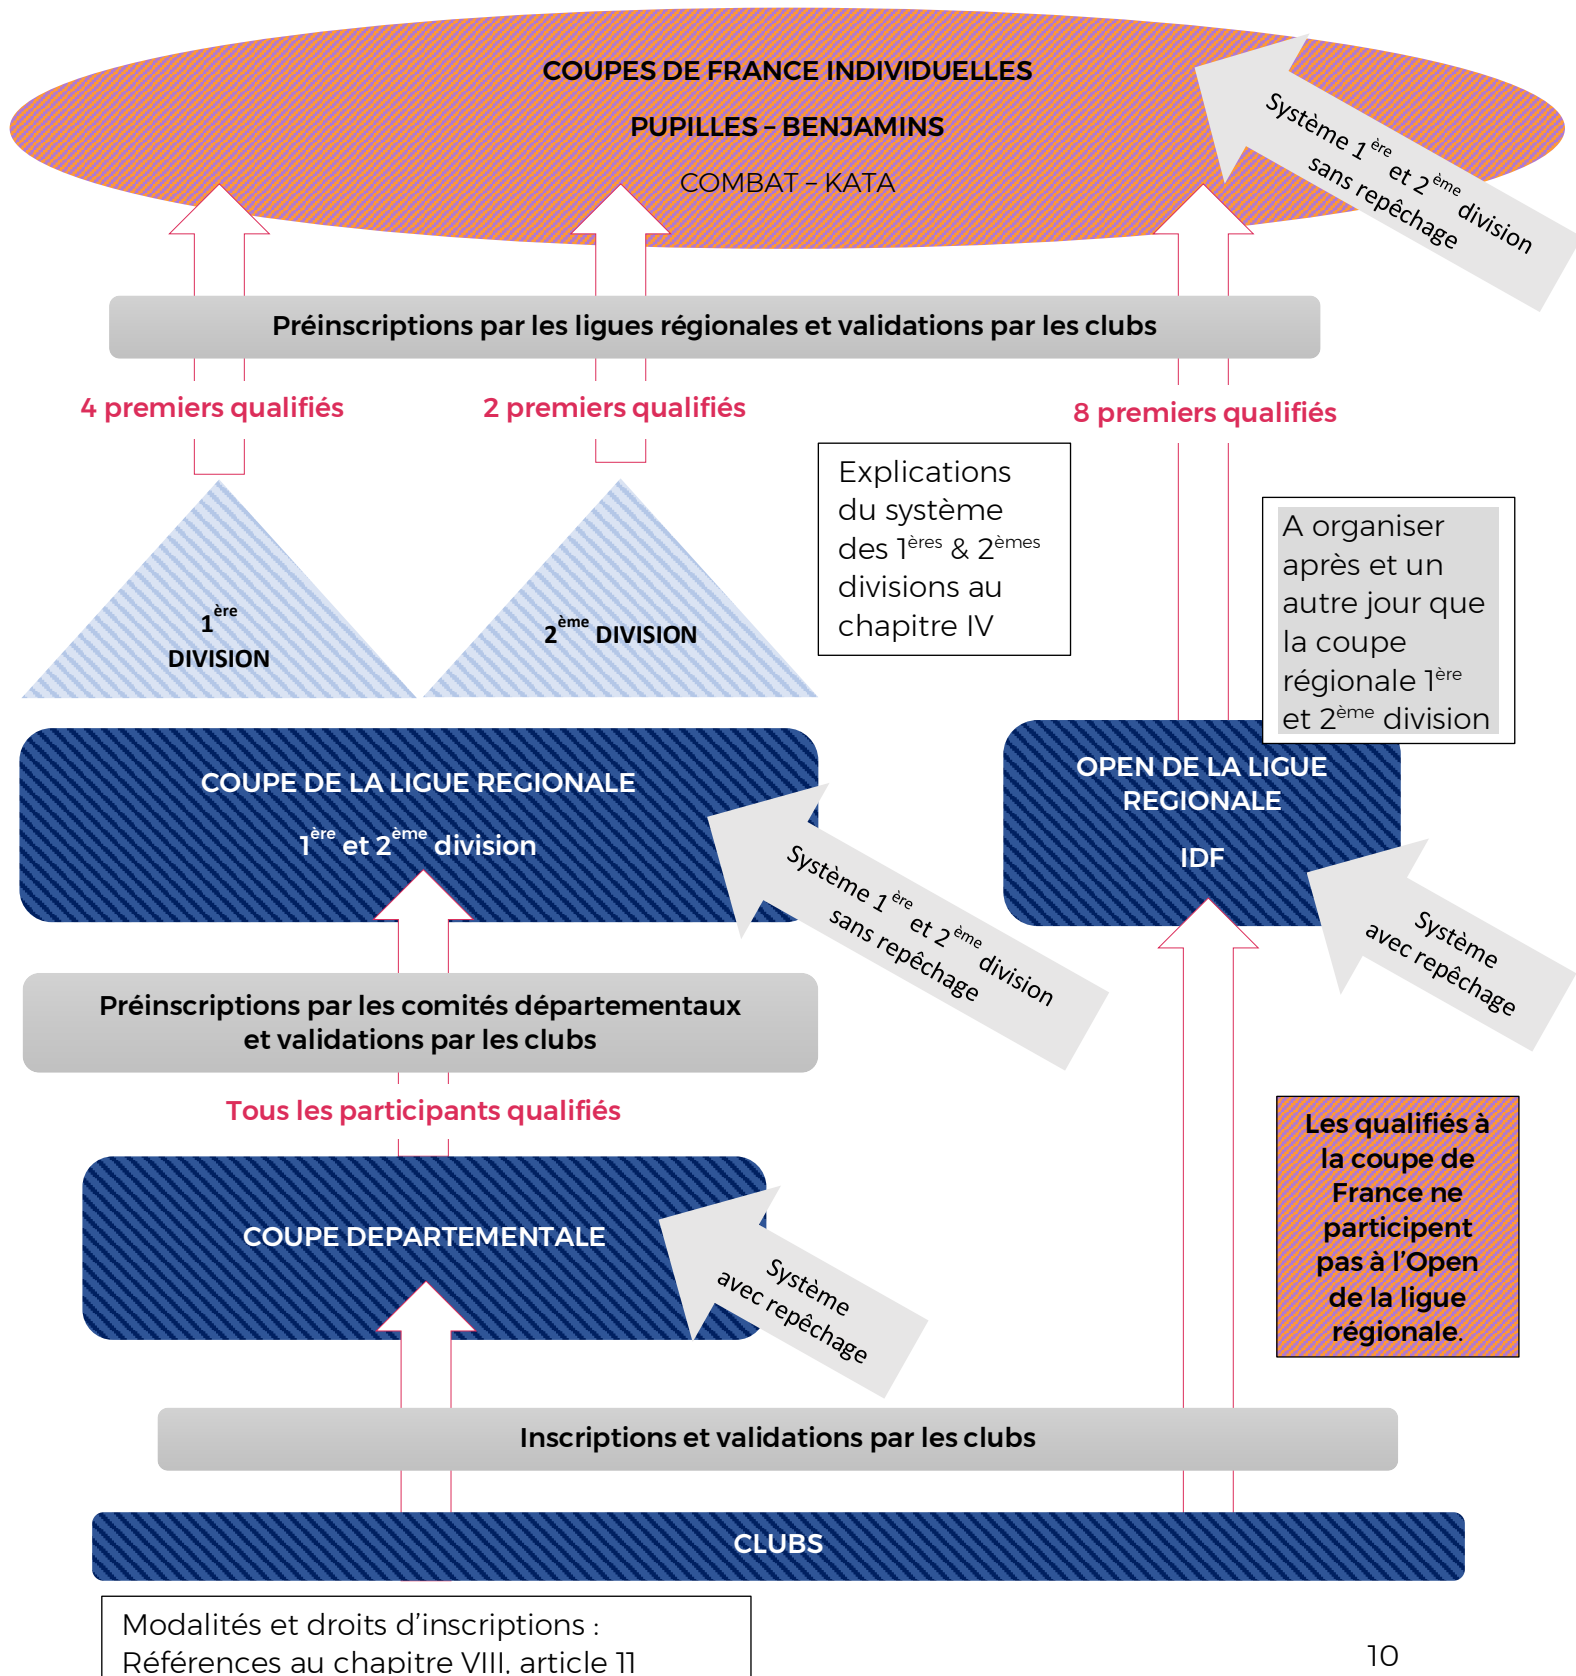 COUPES DE FRANCE INDIVIDUELLES
PUPILLES – BENJAMINS
COMBAT – KATA
Système 1ère et 2ème division
sans repêchage
Préinscriptions par les ligues régionales et validations par les clubs
4 premiers qualifiés
2 premiers qualifiés
8 premiers qualifiés
Explications
du système
des 1ères & 2èmes
divisions au
chapitre IV
A organiser
après et un
autre jour que
la coupe
régionale 1ère
et 2ème division
1ère
DIVISION
2ème DIVISION
COUPE DE LA LIGUE REGIONALE
1ère et 2ème division
Système 1ère et 2ème division
sans repêchage
OPEN DE LA LIGUE
REGIONALE
IDF
Système
avec repêchage
Préinscriptions par les comités départementaux
et validations par les clubs
Tous les participants qualifiés
COUPE DEPARTEMENTALE
Système
avec repêchage
Les qualifiés à
la coupe de
France ne
participent
pas à l’Open
de la ligue
régionale.
Inscriptions et validations par les clubs
CLUBS
Modalités et droits d’inscriptions :
Références au chapitre VIII, article 11
10